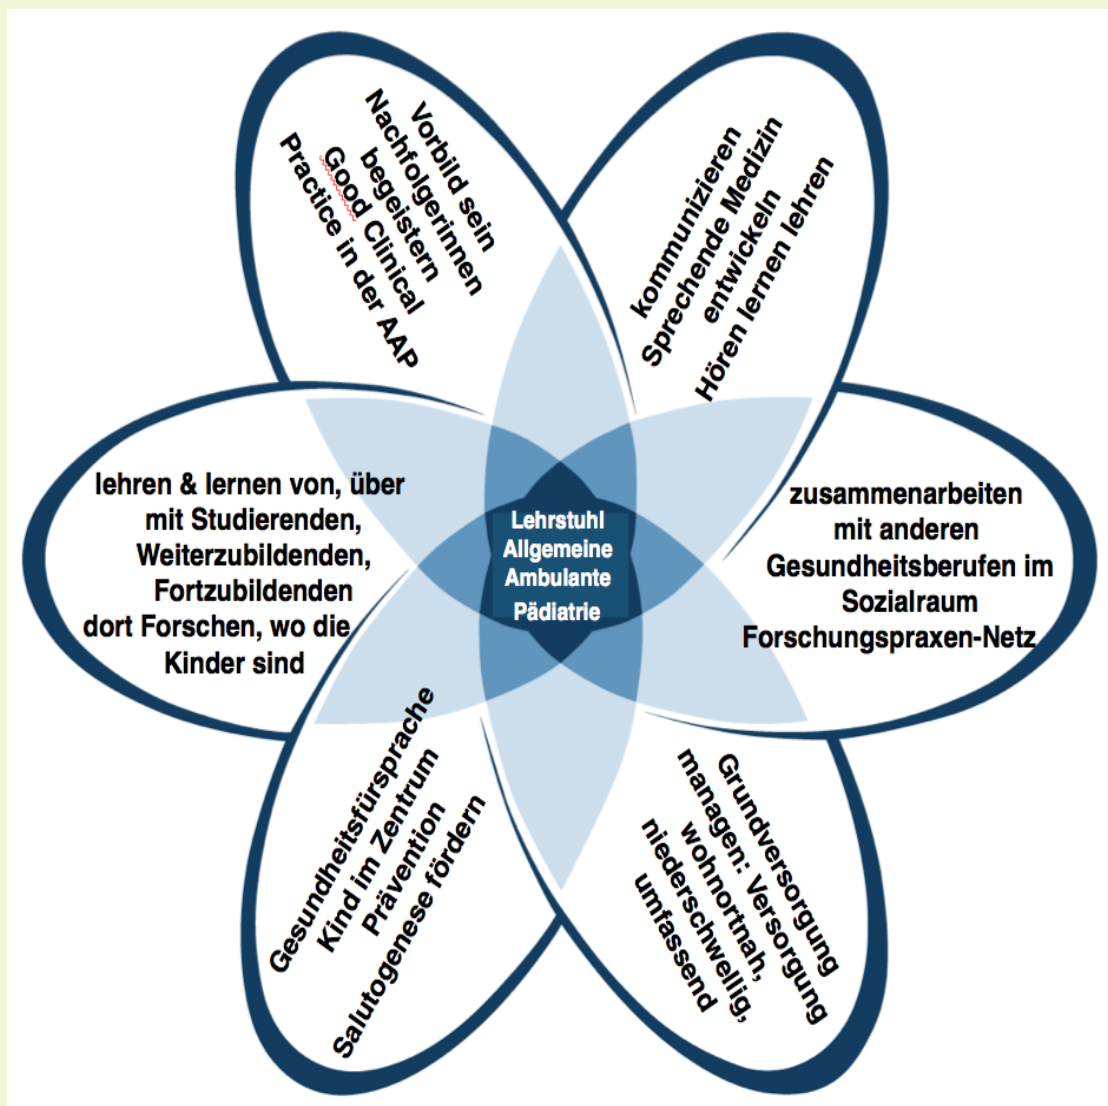 Vorbild sein
Nachfolgerinnen
begeistern
Good Clinical
Practice in der AAP
kommunizieren
Sprechende Medizin
entwickeln
Hören lernen lehren
lehren & lernen von, über
mit Studierenden,
Weiterzubildenden,
Fortzubildenden
dort Forschen, wo die
Kinder sind
Lehrstuhl
Allgemeine
Ambulante
Pädiatrie
zusammenarbeiten
mit anderen
Gesundheitsberufen im
Sozialraum
Forschungspraxen-Netz
Gesundheitsfürsprache
Kind im Zentrum
Prävention
Salutogenese fördern
Grundversorgung
managen: Versorgung
wohnortnah,
niederschwellig,
umfassend